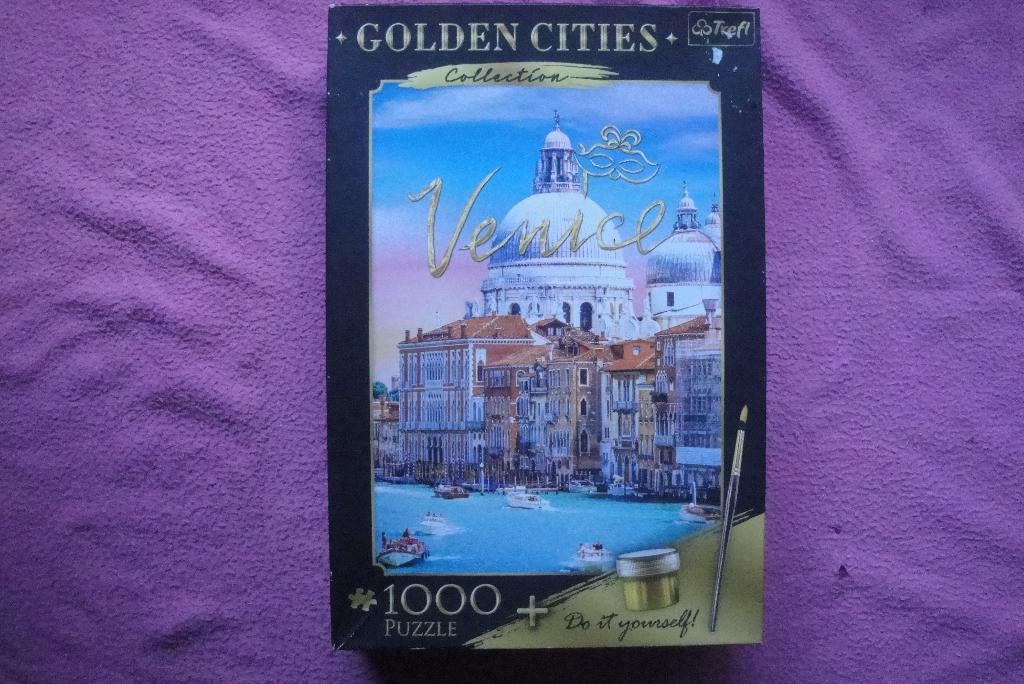 GOLDEN CITIES
Trefl
Collection
Venice
1000
PUZZLE
+
Do it yourself!